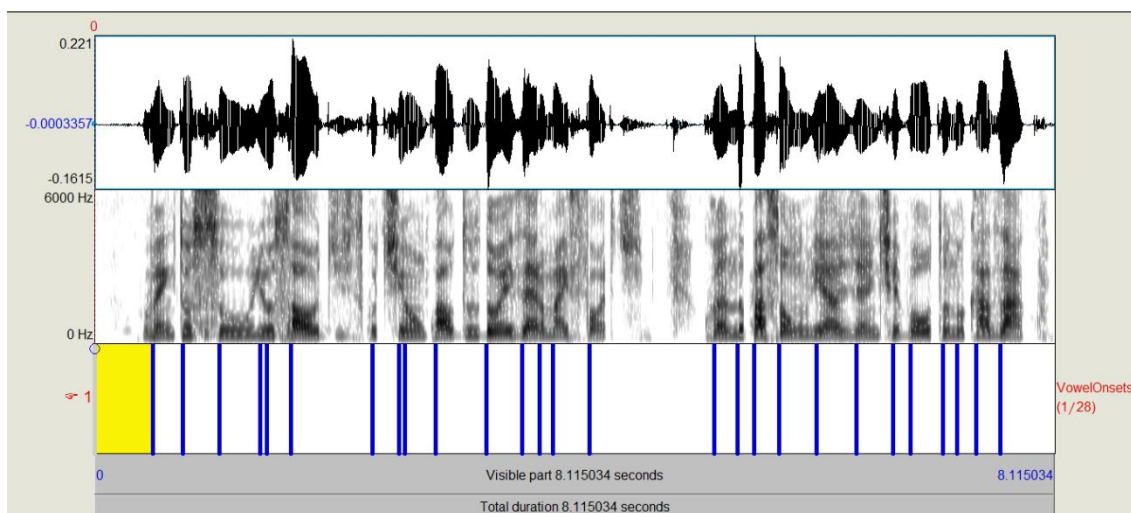 0
0.221
-0.0003357
-0.1615
6000 Hz
0 Hz
☞ 1
VowelOnsets
(1/28)
0 Visible part 8.115034 seconds 8.115034
Total duration 8.115034 seconds